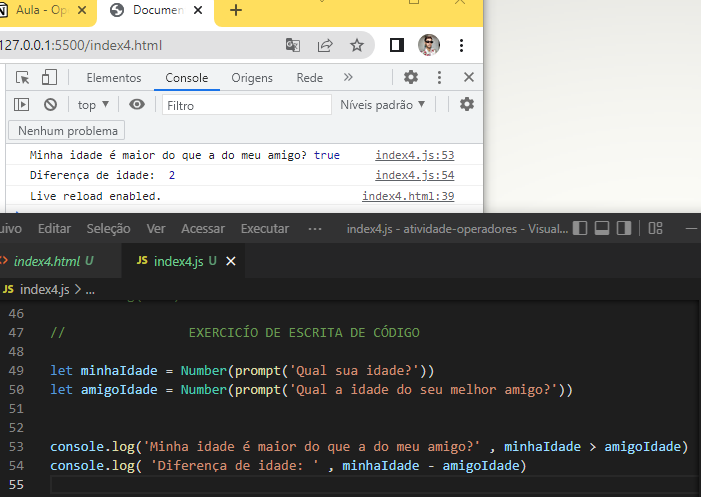 Aula - Op
Documen
127.0.0.1:5500/index4.html
Elementos Console Origens Rede
top Filtro Níveis padrão
Nenhum problema
Minha idade é maior do que a do meu amigo? true index4.js:53
Diferença de idade:  2 index4.js:54
Live reload enabled. index4.html:39
uivo Editar Seleção Ver Acessar Executar ··· index4.js - atividade-operadores - Visual...
index4.html U JS index4.js U
JS index4.js > ...
46
47 // EXERCICÍO DE ESCRITA DE CÓDIGO
48
49 let minhaIdade = Number(prompt('Qual sua idade?'))
50 let amigoIdade = Number(prompt('Qual a idade do seu melhor amigo?'))
51
52
53 console.log('Minha idade é maior do que a do meu amigo?' , minhaIdade > amigoIdade)
54 console.log( 'Diferença de idade: ' , minhaIdade - amigoIdade)
55